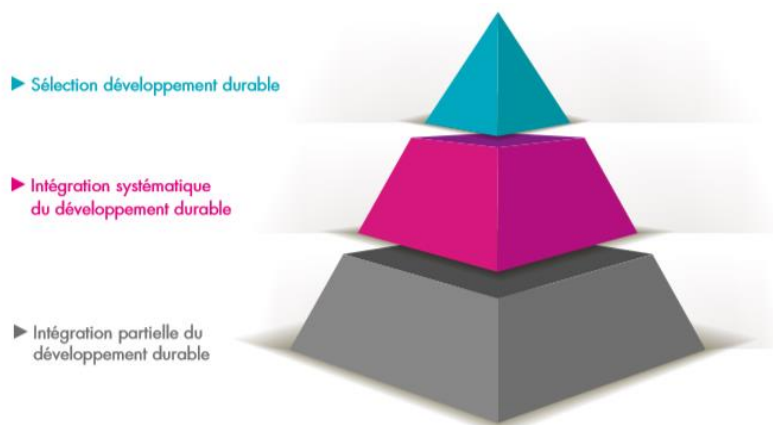 Sélection développement durable
Intégration systématique
du développement durable
Intégration partielle du
développement durable